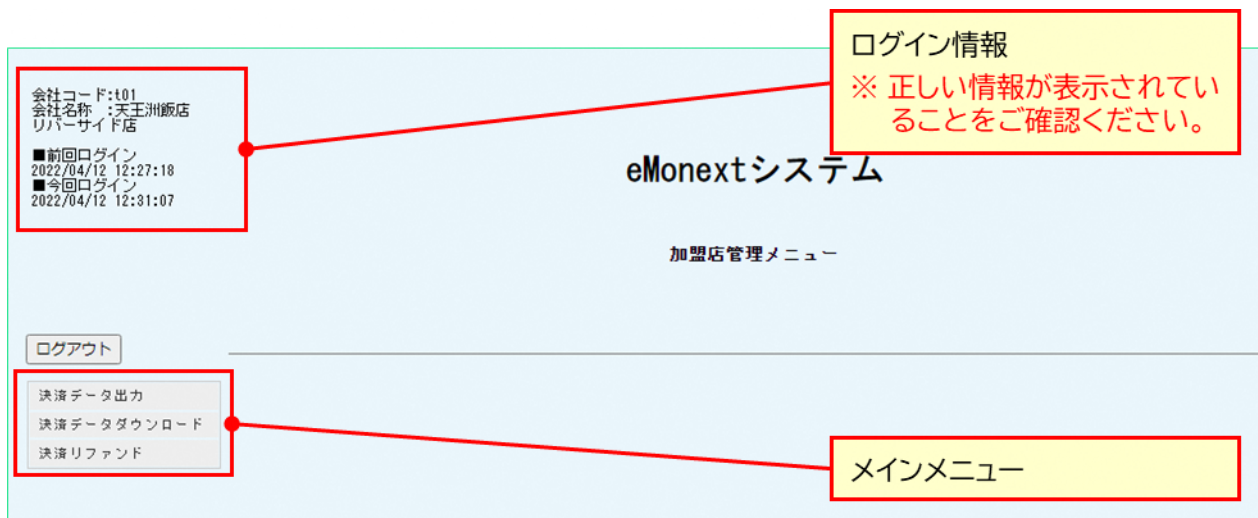 ログイン情報
※ 正しい情報が表示されてい
ることをご確認ください。
会社コード:t01
会社名称 :天王洲飯店
リバーサイド店
■前回ログイン
2022/04/12 12:27:18
■今回ログイン
2022/04/12 12:31:07
eMonextシステム
加盟店管理メニュー
ログアウト
決済データ出力
決済データダウンロード
決済リファンド
メインメニュー